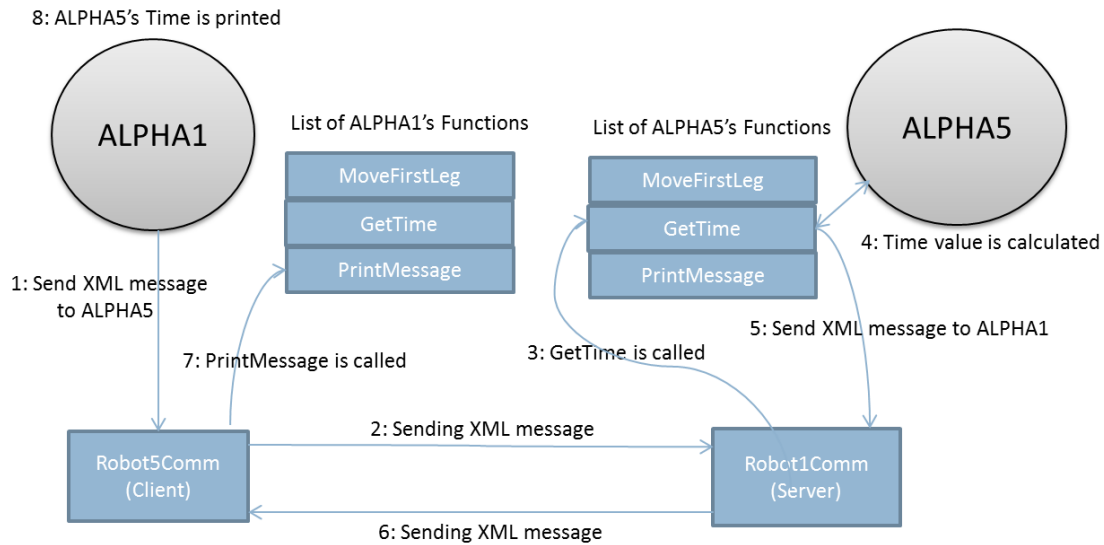 8: ALPHA5’s Time is printed
ALPHA1
List of ALPHA1’s Functions
MoveFirstLeg
GetTime
PrintMessage
List of ALPHA5’s Functions
MoveFirstLeg
GetTime
PrintMessage
ALPHA5
4: Time value is calculated
1: Send XML message
to ALPHA5
5: Send XML message to ALPHA1
7: PrintMessage is called
3: GetTime is called
2: Sending XML message
Robot5Comm
(Client)
Robot1Comm
(Server)
6: Sending XML message